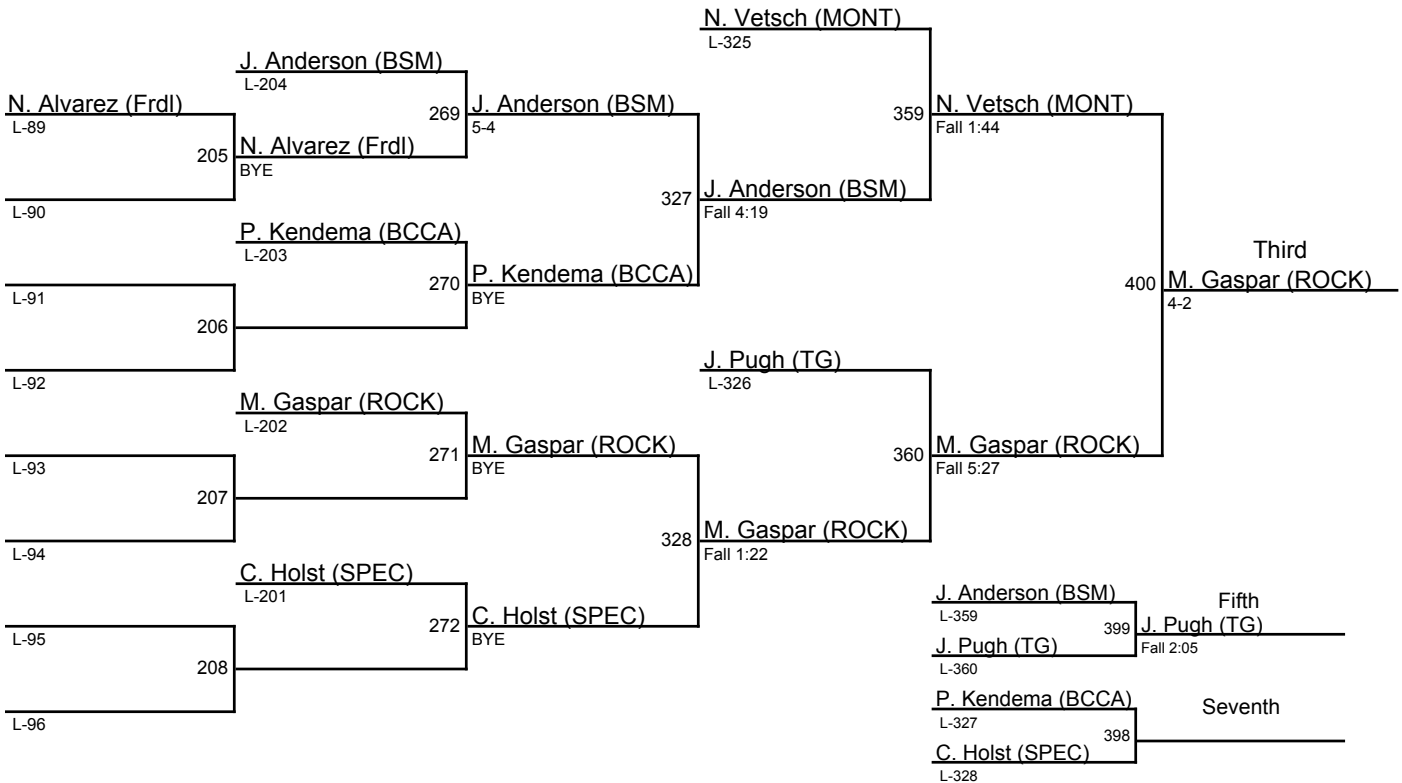 N. Vetsch (MONT)
L-325
J. Anderson (BSM)
L-204
N. Alvarez (Frdl)
L-89
269
J. Anderson (BSM)
5-4
359
N. Vetsch (MONT)
Fall 1:44
205
N. Alvarez (Frdl)
BYE
L-90
327
J. Anderson (BSM)
Fall 4:19
P. Kendema (BCCA)
L-203
Third
L-91
270
P. Kendema (BCCA)
BYE
400
M. Gaspar (ROCK)
4-2
206
L-92
J. Pugh (TG)
L-326
M. Gaspar (ROCK)
L-202
L-93
271
M. Gaspar (ROCK)
BYE
360
M. Gaspar (ROCK)
Fall 5:27
207
L-94
328
M. Gaspar (ROCK)
Fall 1:22
C. Holst (SPEC)
L-201
J. Anderson (BSM)
L-359
Fifth
L-95
272
C. Holst (SPEC)
BYE
399
J. Pugh (TG)
Fall 2:05
J. Pugh (TG)
L-360
208
P. Kendema (BCCA)
L-327
Seventh
L-96
398
C. Holst (SPEC)
L-328